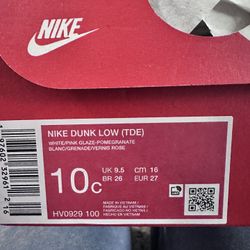 NIKE
NIKE DUNK LOW (TDE)
WHITE/PINK GLAZE-POMEGRANATE
BLANC/GRENADE/VERNIS ROSE
10C
UK 9.5
cm 16
BR 26
EUR 27
HV0929 100
MADE IN VIETNAM
FABRIQUE AU VIETNAM